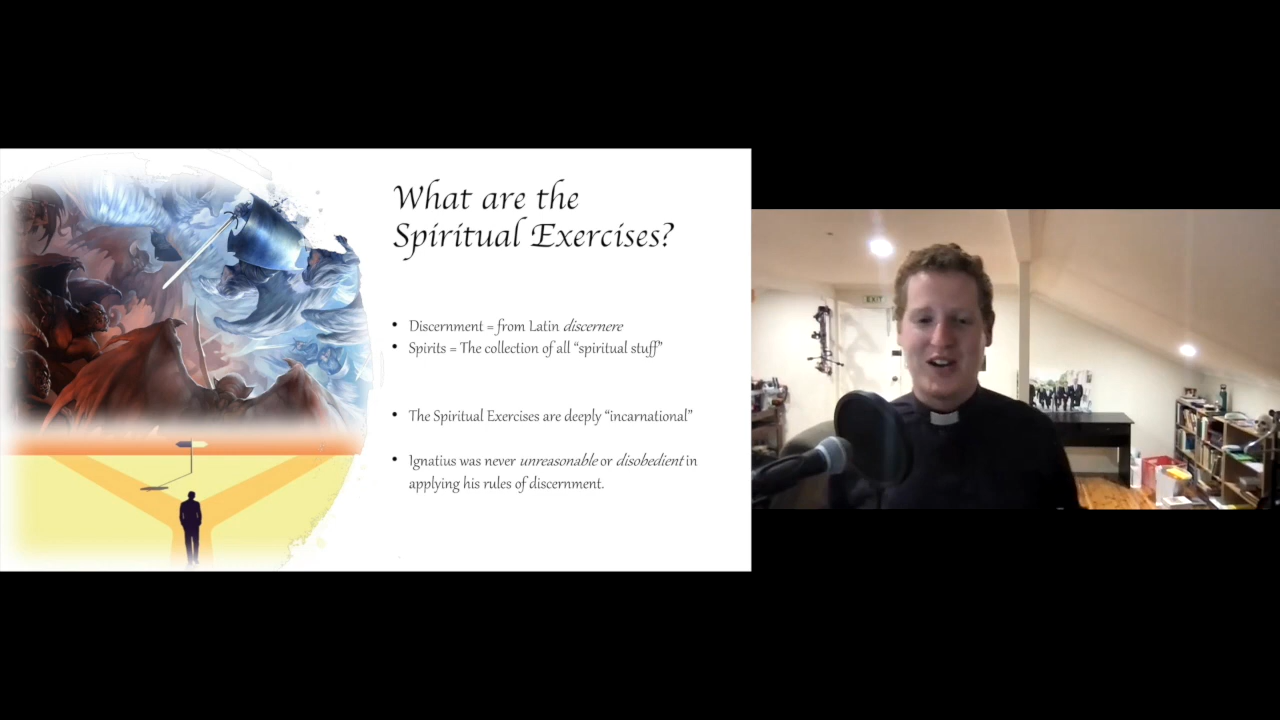 What are the
Spiritual Exercises?
• Discernment = from Latin discernere
• Spirits = The collection of all “spiritual stuff”
• The Spiritual Exercises are deeply “incarnational”
• Ignatius was never unreasonable or disobedient in
applying his rules of discernment.
EXIT